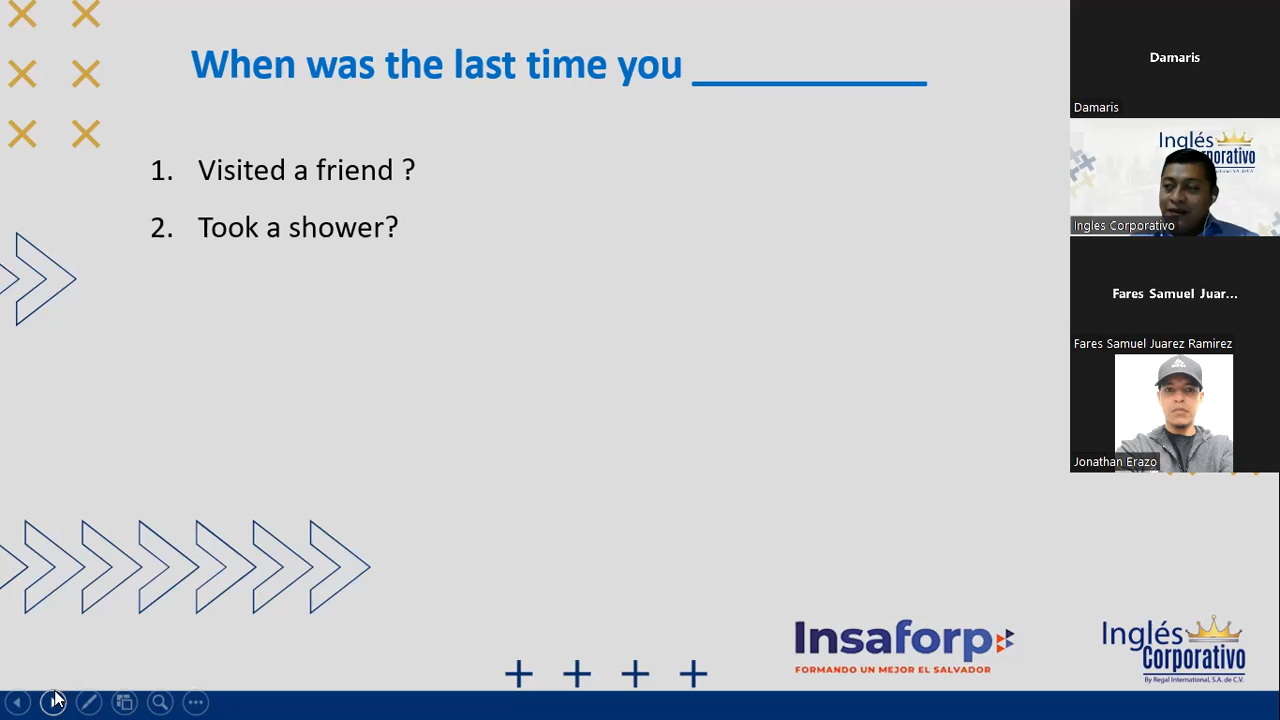 When was the last time you __________
1. Visited a friend ?
2. Took a shower?
Damaris
Damaris
Inglés
Corporativo
Ingles Corporativo
Fares Samuel Juar...
Fares Samuel Juarez Ramirez
Jonathan Erazo
Insaforp
FORMANDO UN MEJOR EL SALVADOR
Inglés
Corporativo
By Regal International, S.A. de C.V.